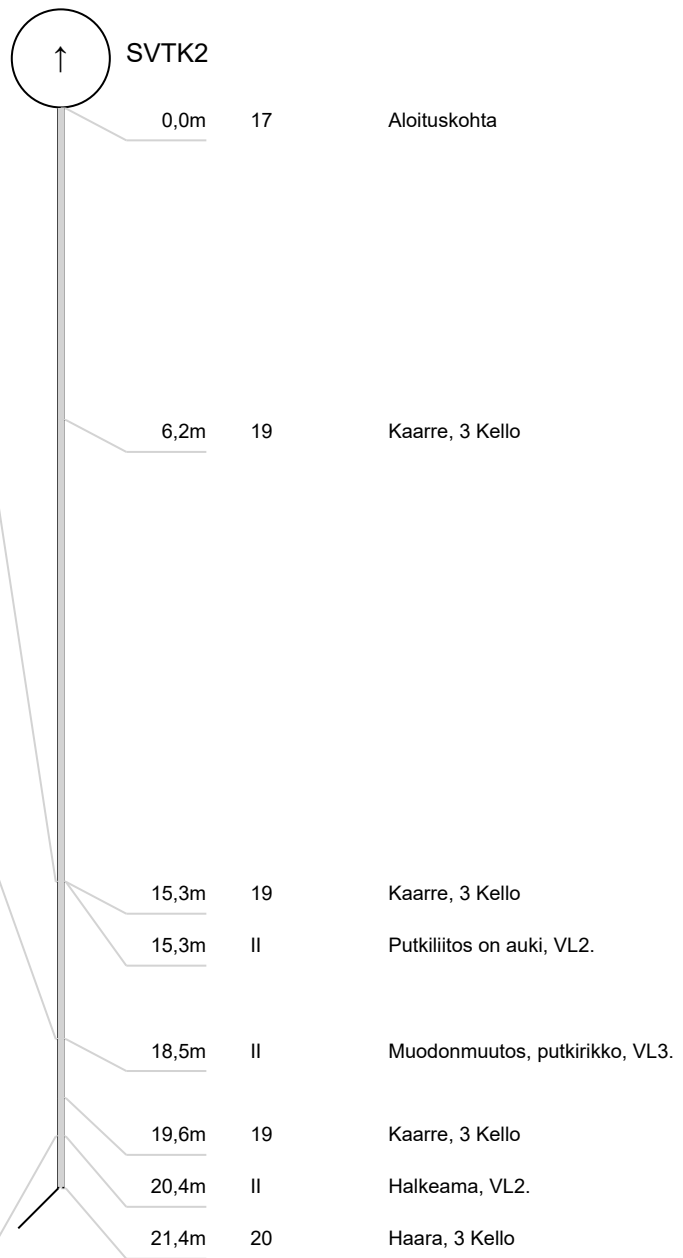 ↑ SVTK2
0,0m 17 Aloituskohta
6,2m 19 Kaarre, 3 Kello
15,3m 19 Kaarre, 3 Kello
15,3m II Putkiliitos on auki, VL2.
18,5m II Muodonmuutos, putkirikko, VL3.
19,6m 19 Kaarre, 3 Kello
20,4m II Halkeama, VL2.
21,4m 20 Haara, 3 Kello